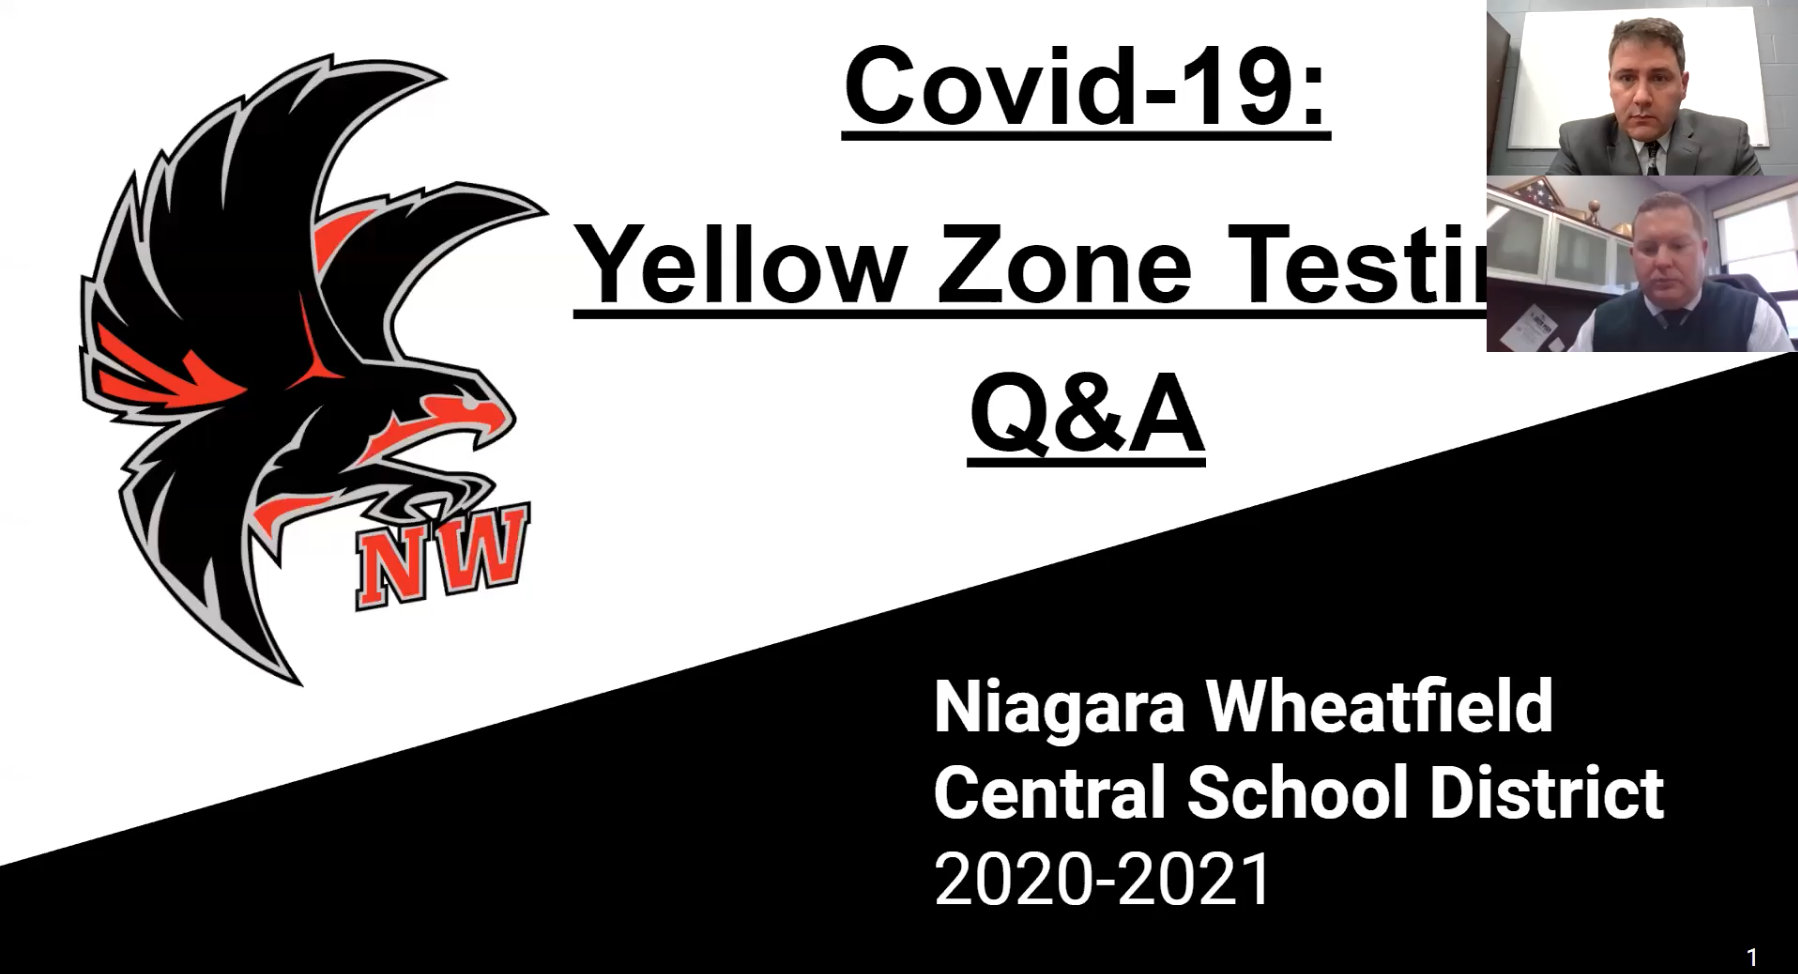 Covid-19:
Yellow Zone Testi
Q&A
NW
Niagara Wheatfield
Central School District
2020-2021
1